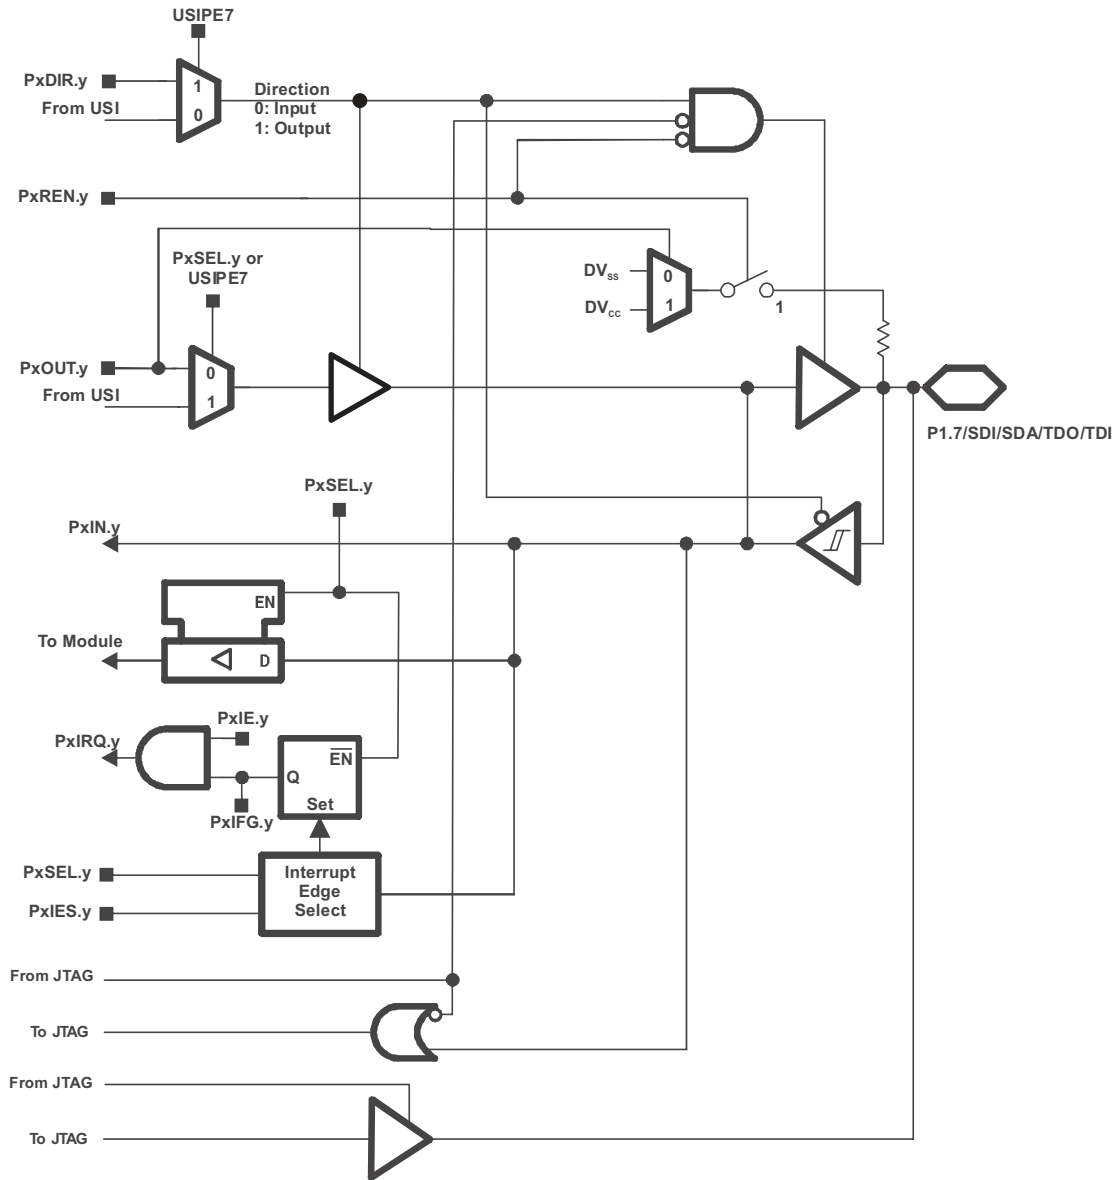 USIPE7
PxDIR.y
1
From USI
0
Direction
0: Input
1: Output
PxREN.y
PxSEL.y or
USIPE7
DVSS
0
DVCC
1
1
PxOUT.y
0
From USI
1
P1.7/SDI/SDA/TDO/TDI
PxSEL.y
PxIN.y
EN
To Module
D
PxIE.y
PxIRQ.y
EN
Q
Set
PxIFG.y
PxSEL.y
Interrupt
Edge
Select
PxIES.y
From JTAG
To JTAG
From JTAG
To JTAG